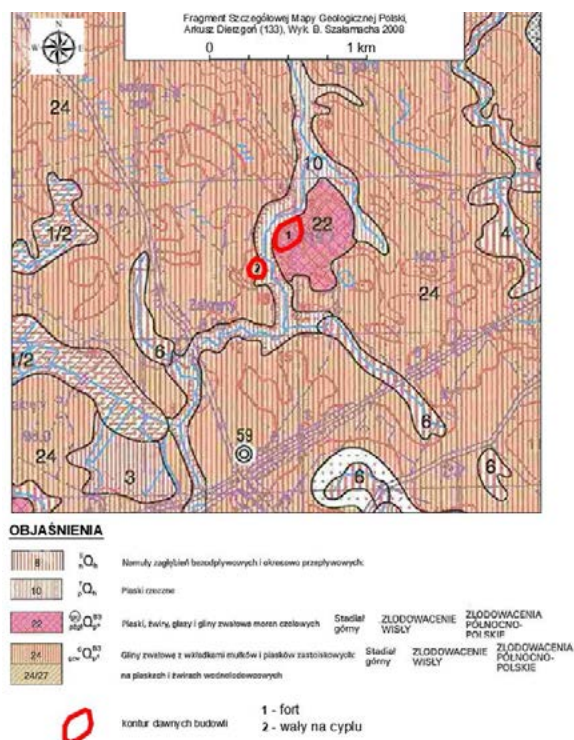 Fragment Szczegółowej Mapy Geologicznej Polski,
Arkusz Dzierzgoń (133), Wyk. B. Szałamacha 2008
0 1 km
N
W E
S
24
10
1/2
22
1
4
2
24
Zakręty
6
1/2
6
59
24
3
6
6
OBJAŚNIENIA
6 Namuły zagłębień bezodpływowych i okresowo przepływowych:
10 Piaski rzeczne
22 Piaski, żwiry, głazy i gliny zwałowe moren czołowych Stadiał górny ZLODOWACENIE WISŁY ZLODOWACENIA PÓŁNOCNO-POLSKIE
24 Gliny zwałowe z wkładkami mułków i piasków zastoiskowych: Stadiał górny ZLODOWACENIE WISŁY ZLODOWACENIA PÓŁNOCNO-POLSKIE
24/27 na piaskach i żwirach wodnolodowcowych
kontur dawnych budowli
1 - fort
2 - wały na cyplu